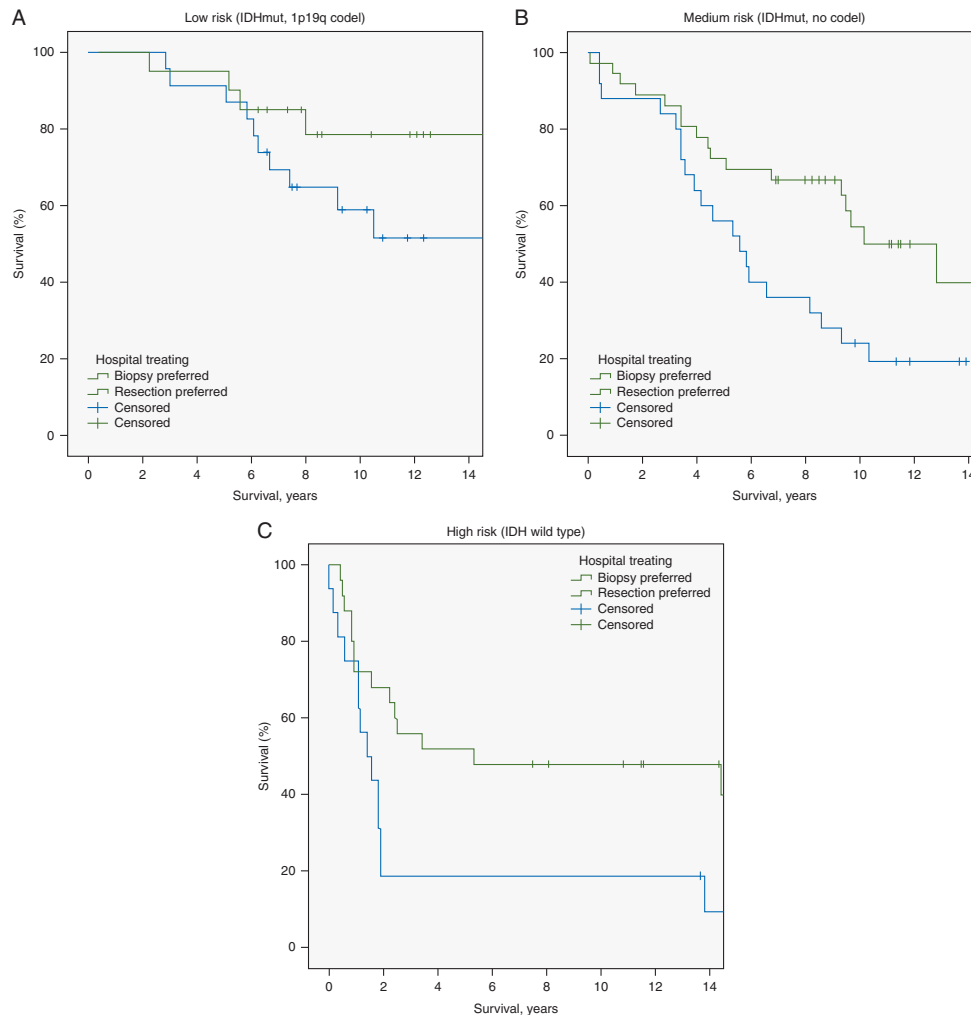 A
Low risk (IDHmut, 1p19q codel)
100
80
60
40
20
0
Survival (%)
Hospital treating
Biopsy preferred
Resection preferred
Censored
Censored
0 2 4 6 8 10 12 14
Survival, years
B
Medium risk (IDHmut, no codel)
100
80
60
40
20
0
Survival (%)
Hospital treating
Biopsy preferred
Resection preferred
Censored
Censored
0 2 4 6 8 10 12 14
Survival, years
C
High risk (IDH wild type)
100
80
60
40
20
0
Survival (%)
Hospital treating
Biopsy preferred
Resection preferred
Censored
Censored
0 2 4 6 8 10 12 14
Survival, years